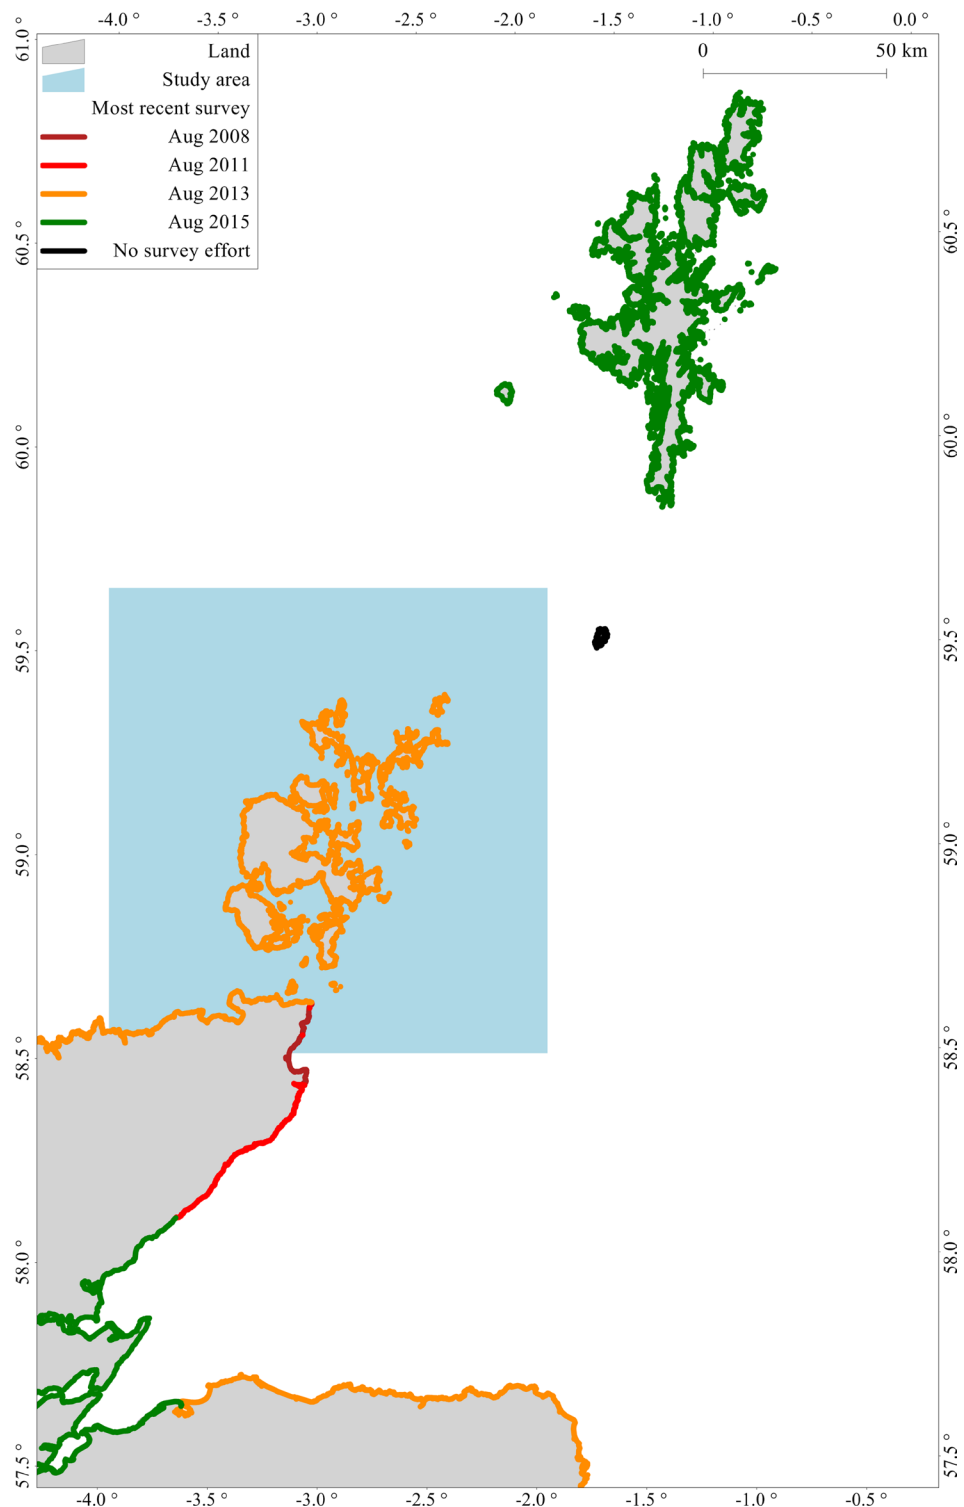 -4.0 ° -3.5 ° -3.0 ° -2.5 ° -2.0 ° -1.5 ° -1.0 ° -0.5 ° 0.0 °
61.0 °
Land
Study area
Most recent survey
Aug 2008
Aug 2011
Aug 2013
Aug 2015
No survey effort
0 50 km
60.5 ° 60.5 °
60.0 ° 60.0 °
59.5 ° 59.5 °
59.0 ° 59.0 °
58.5 ° 58.5 °
58.0 ° 58.0 °
57.5 ° 57.5 °
-4.0 ° -3.5 ° -3.0 ° -2.5 ° -2.0 ° -1.5 ° -1.0 ° -0.5 °